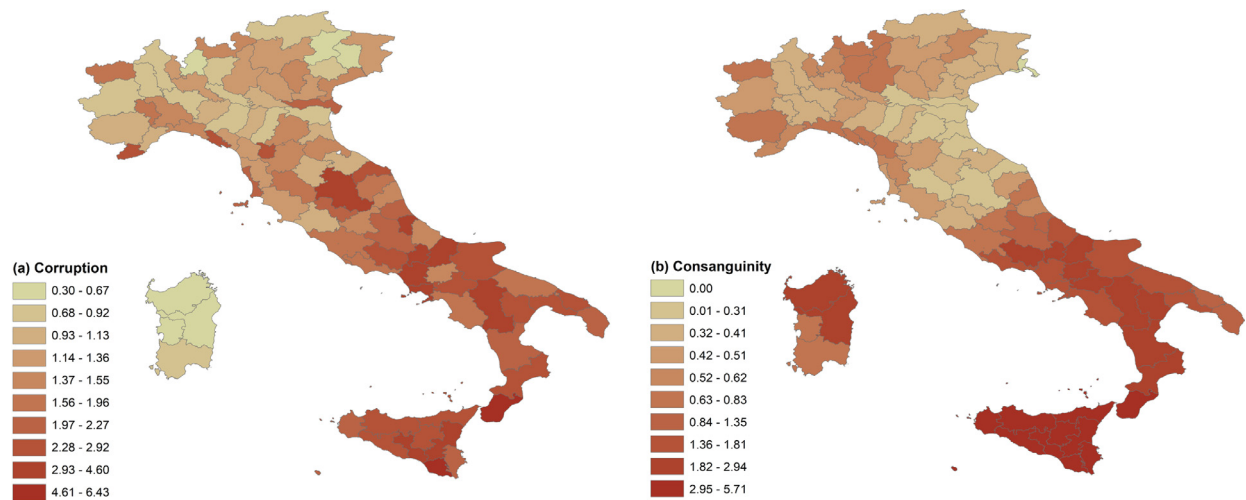 (a) Corruption
0.30 - 0.67
0.68 - 0.92
0.93 - 1.13
1.14 - 1.36
1.37 - 1.55
1.56 - 1.96
1.97 - 2.27
2.28 - 2.92
2.93 - 4.60
4.61 - 6.43
(b) Consanguinity
0.00
0.01 - 0.31
0.32 - 0.41
0.42 - 0.51
0.52 - 0.62
0.63 - 0.83
0.84 - 1.35
1.36 - 1.81
1.82 - 2.94
2.95 - 5.71